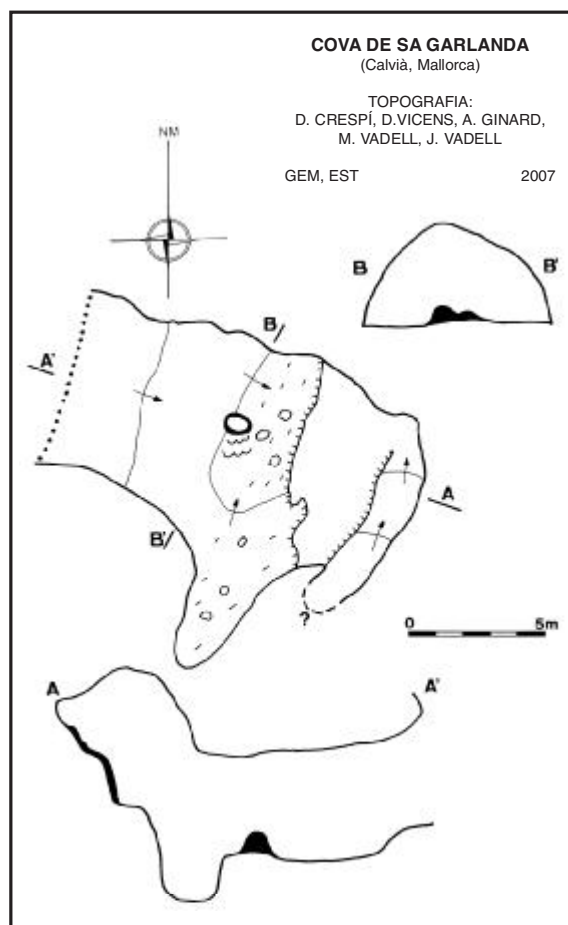 COVA DE SA GARLANDA
(Calvià, Mallorca)
TOPOGRAFIA:
D. CRESPÍ, D.VICENS, A. GINARD,
M. VADELL, J. VADELL
GEM, EST 2007
NM
B B'
B
A'
A
B'
?
0 5m
A A'